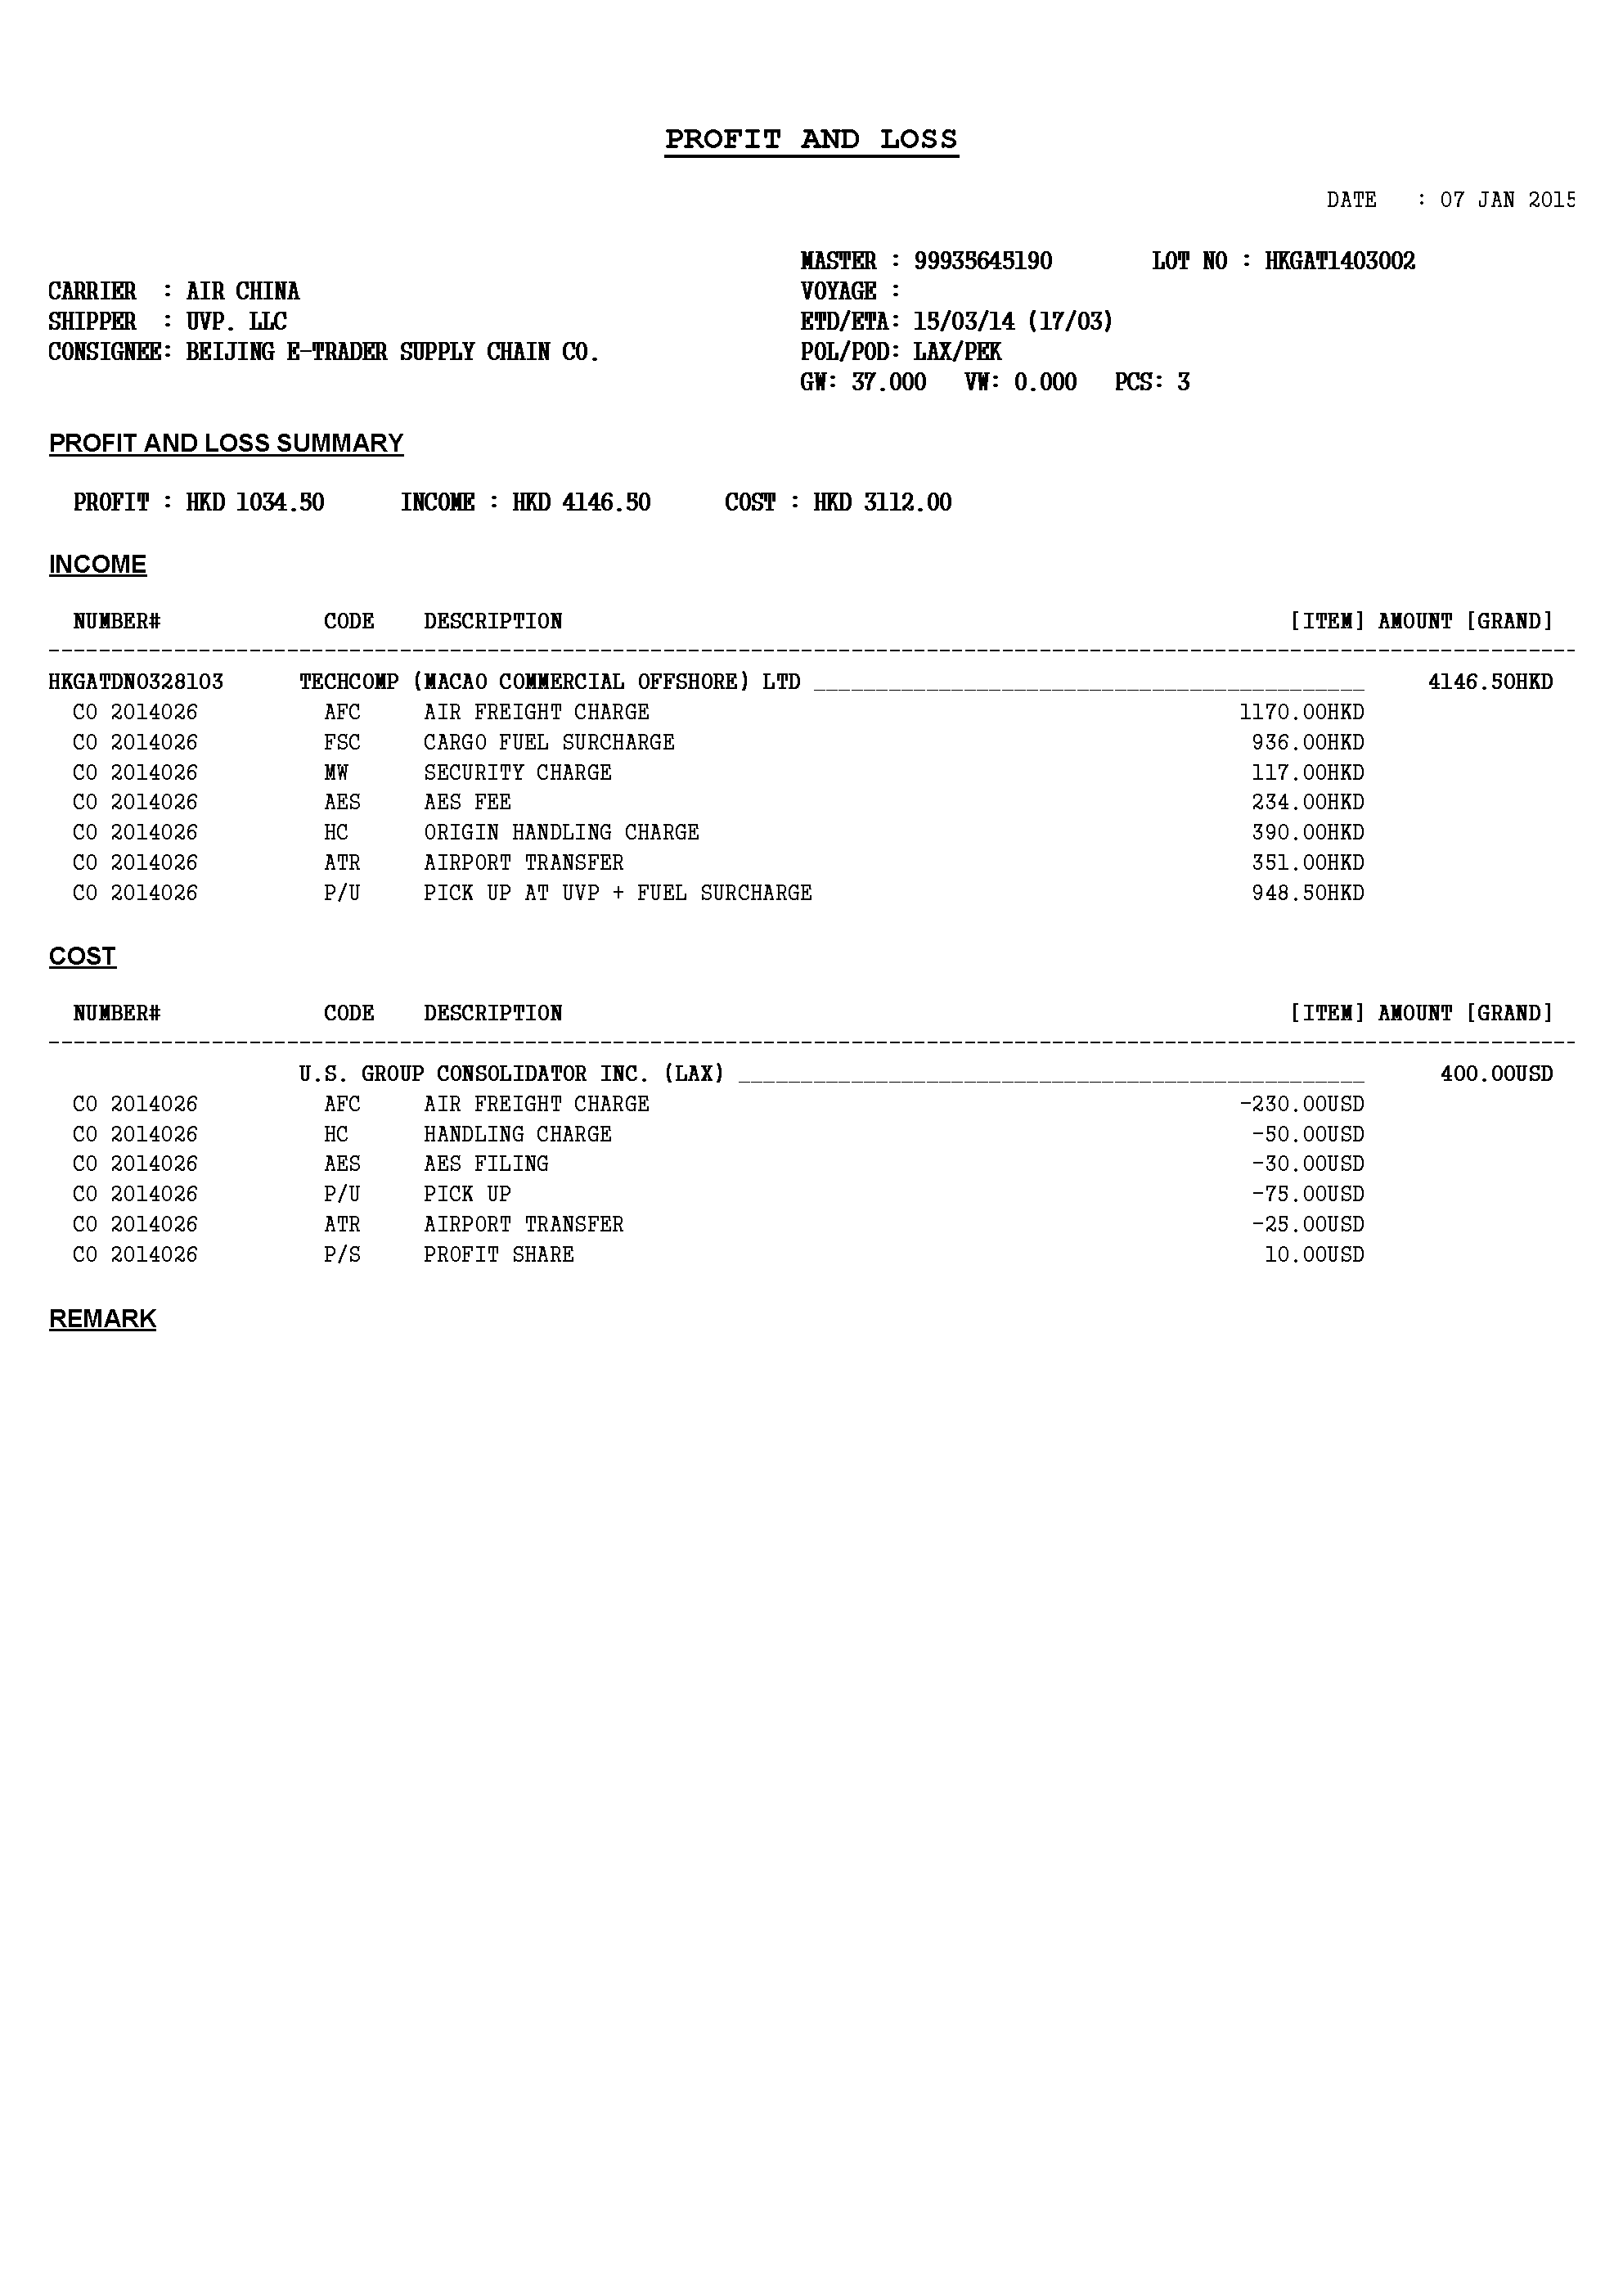 PROFIT AND LOSS
DATE : 07 JAN 2015
MASTER : 99935645190 LOT NO : HKGAT1403002
CARRIER : AIR CHINA VOYAGE :
SHIPPER : UVP. LLC ETD/ETA: 15/03/14 (17/03)
CONSIGNEE: BEIJING E-TRADER SUPPLY CHAIN CO. POL/POD: LAX/PEK
GW: 37.000 VW: 0.000 PCS: 3
PROFIT AND LOSS SUMMARY
PROFIT : HKD 1034.50 INCOME : HKD 4146.50 COST : HKD 3112.00
INCOME
NUMBER# CODE DESCRIPTION [ITEM] AMOUNT [GRAND]
HKGATDN0328103 TECHCOMP (MACAO COMMERCIAL OFFSHORE) LTD 4146.50HKD
CO 2014026 AFC AIR FREIGHT CHARGE 1170.00HKD
CO 2014026 FSC CARGO FUEL SURCHARGE 936.00HKD
CO 2014026 MW SECURITY CHARGE 117.00HKD
CO 2014026 AES AES FEE 234.00HKD
CO 2014026 HC ORIGIN HANDLING CHARGE 390.00HKD
CO 2014026 ATR AIRPORT TRANSFER 351.00HKD
CO 2014026 P/U PICK UP AT UVP + FUEL SURCHARGE 948.50HKD
COST
NUMBER# CODE DESCRIPTION [ITEM] AMOUNT [GRAND]
U.S. GROUP CONSOLIDATOR INC. (LAX) 400.00USD
CO 2014026 AFC AIR FREIGHT CHARGE -230.00USD
CO 2014026 HC HANDLING CHARGE -50.00USD
CO 2014026 AES AES FILING -30.00USD
CO 2014026 P/U PICK UP -75.00USD
CO 2014026 ATR AIRPORT TRANSFER -25.00USD
CO 2014026 P/S PROFIT SHARE 10.00USD
REMARK